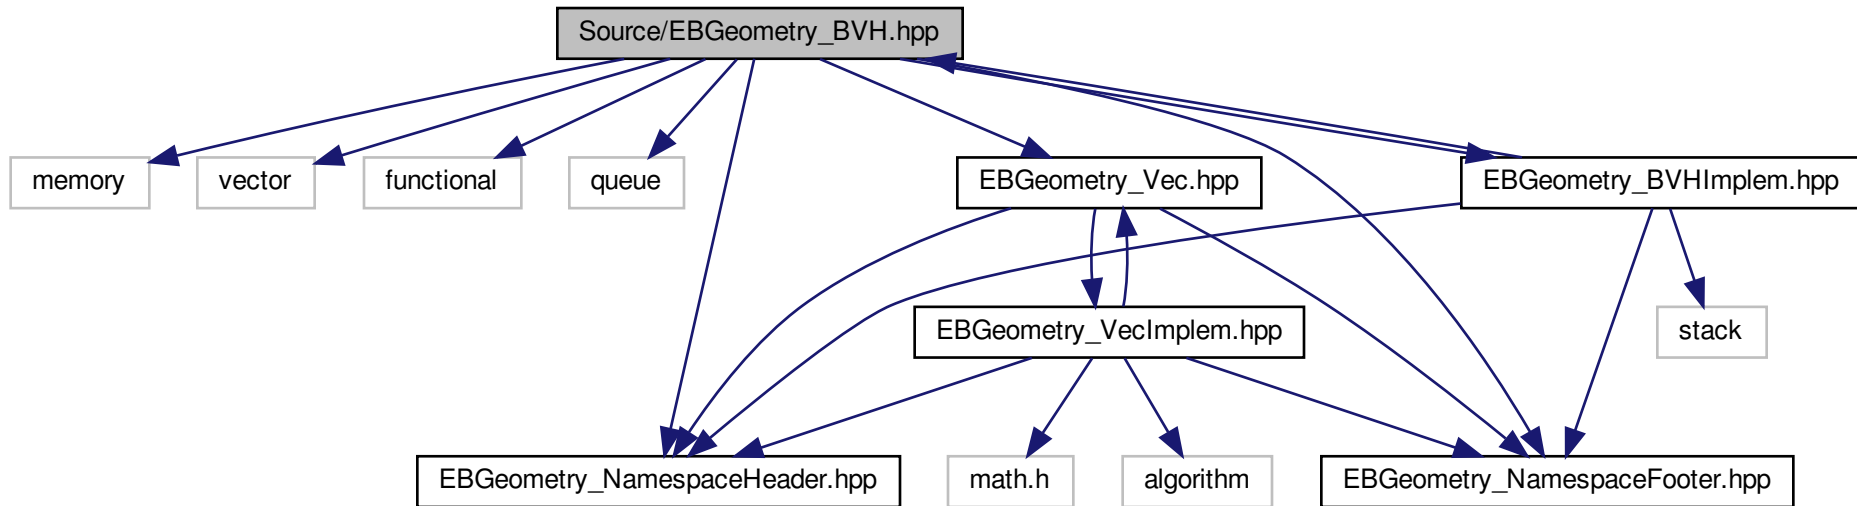 Source/EBGeometry_BVH.hpp
memory
vector
functional
queue
EBGeometry_Vec.hpp
EBGeometry_BVHImplem.hpp
EBGeometry_VecImplem.hpp
stack
EBGeometry_NamespaceHeader.hpp
math.h
algorithm
EBGeometry_NamespaceFooter.hpp